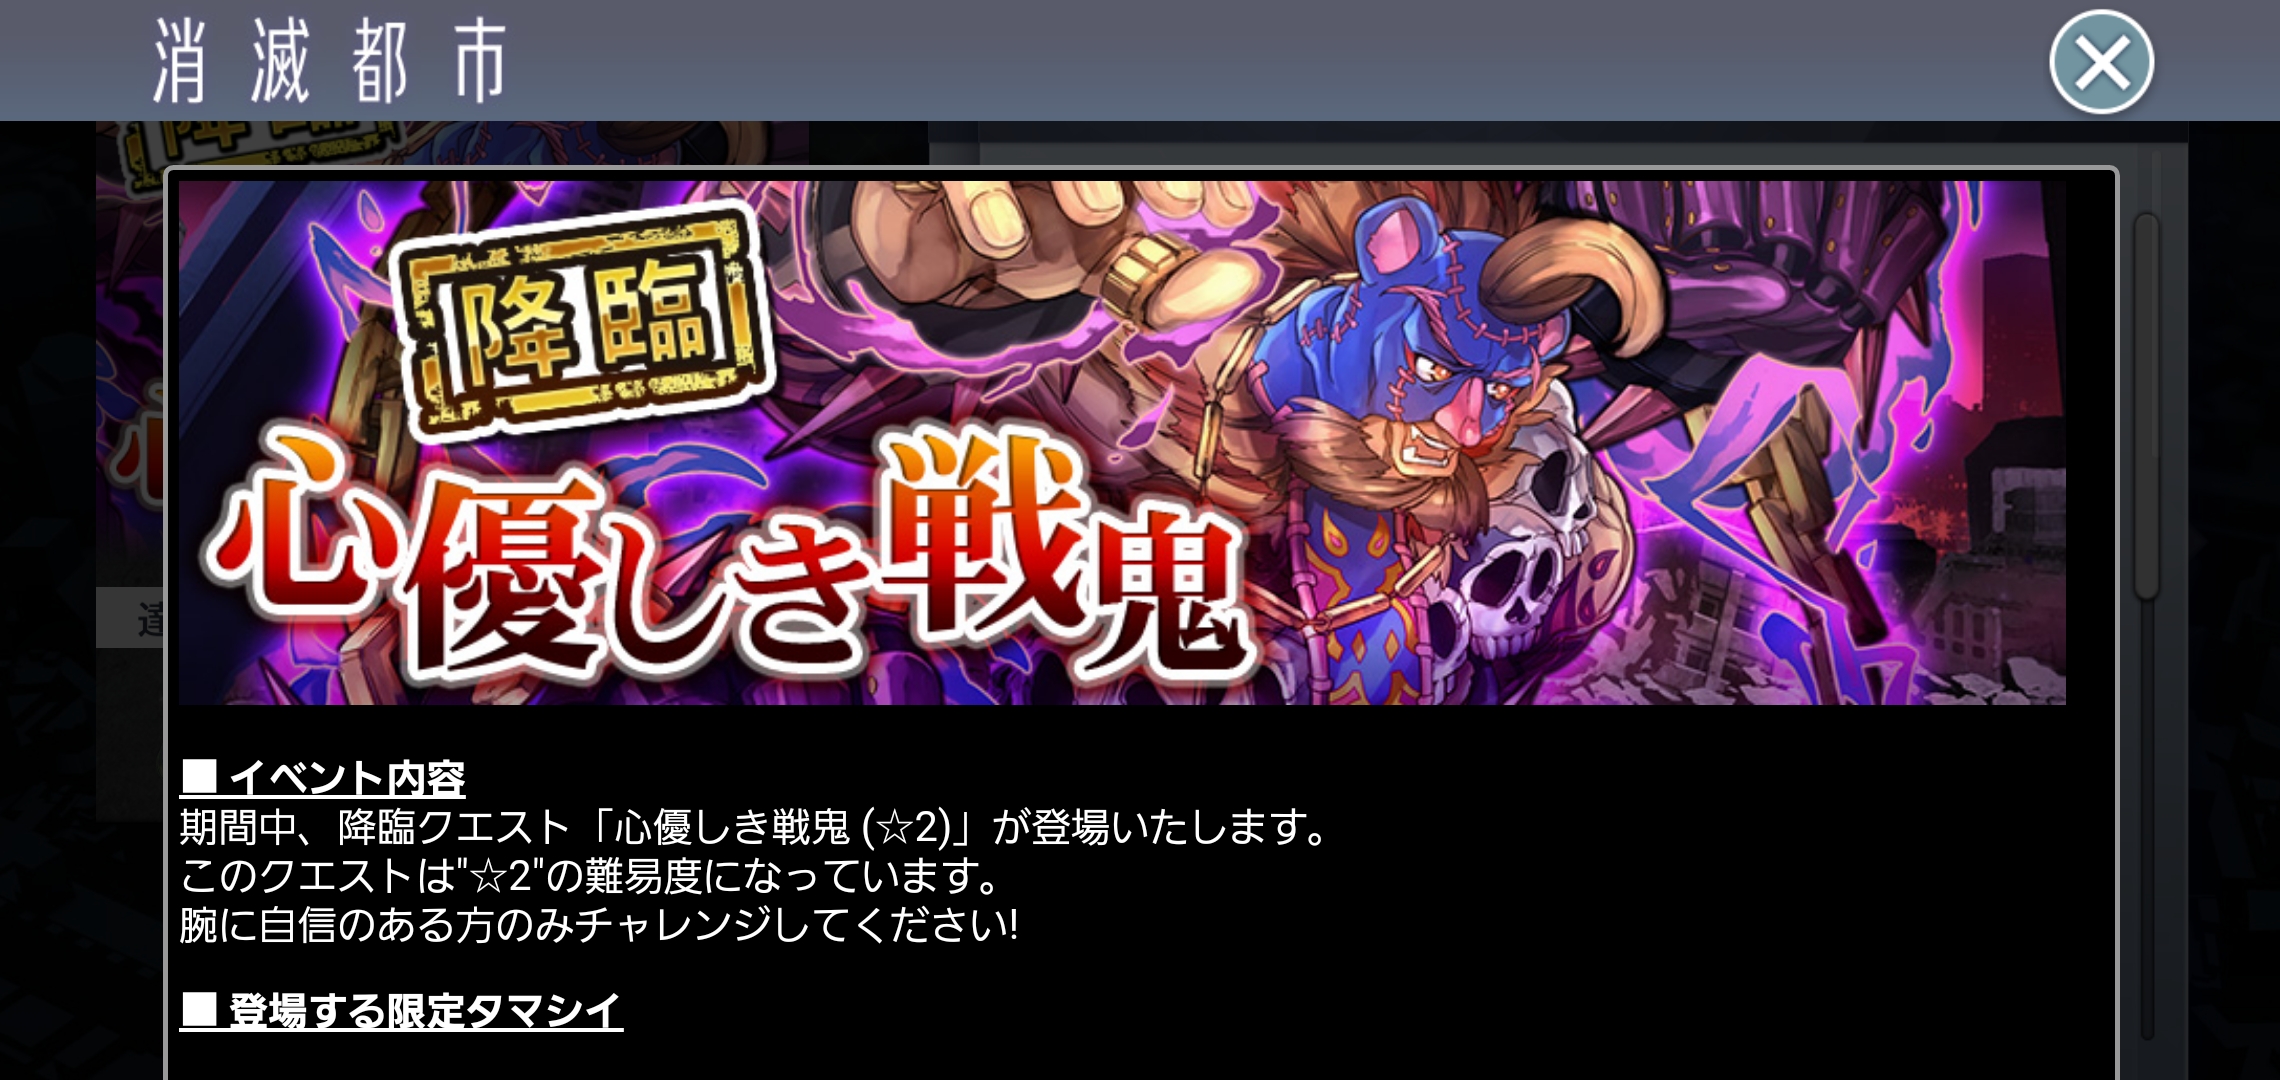 消滅都市
降臨
心優しき戦鬼
■ イベント内容
期間中、降臨クエスト「心優しき戦鬼 (☆2)」が登場いたします。
このクエストは"☆2"の難易度になっています。
腕に自信のある方のみチャレンジしてください!
■ 登場する限定タマシイ